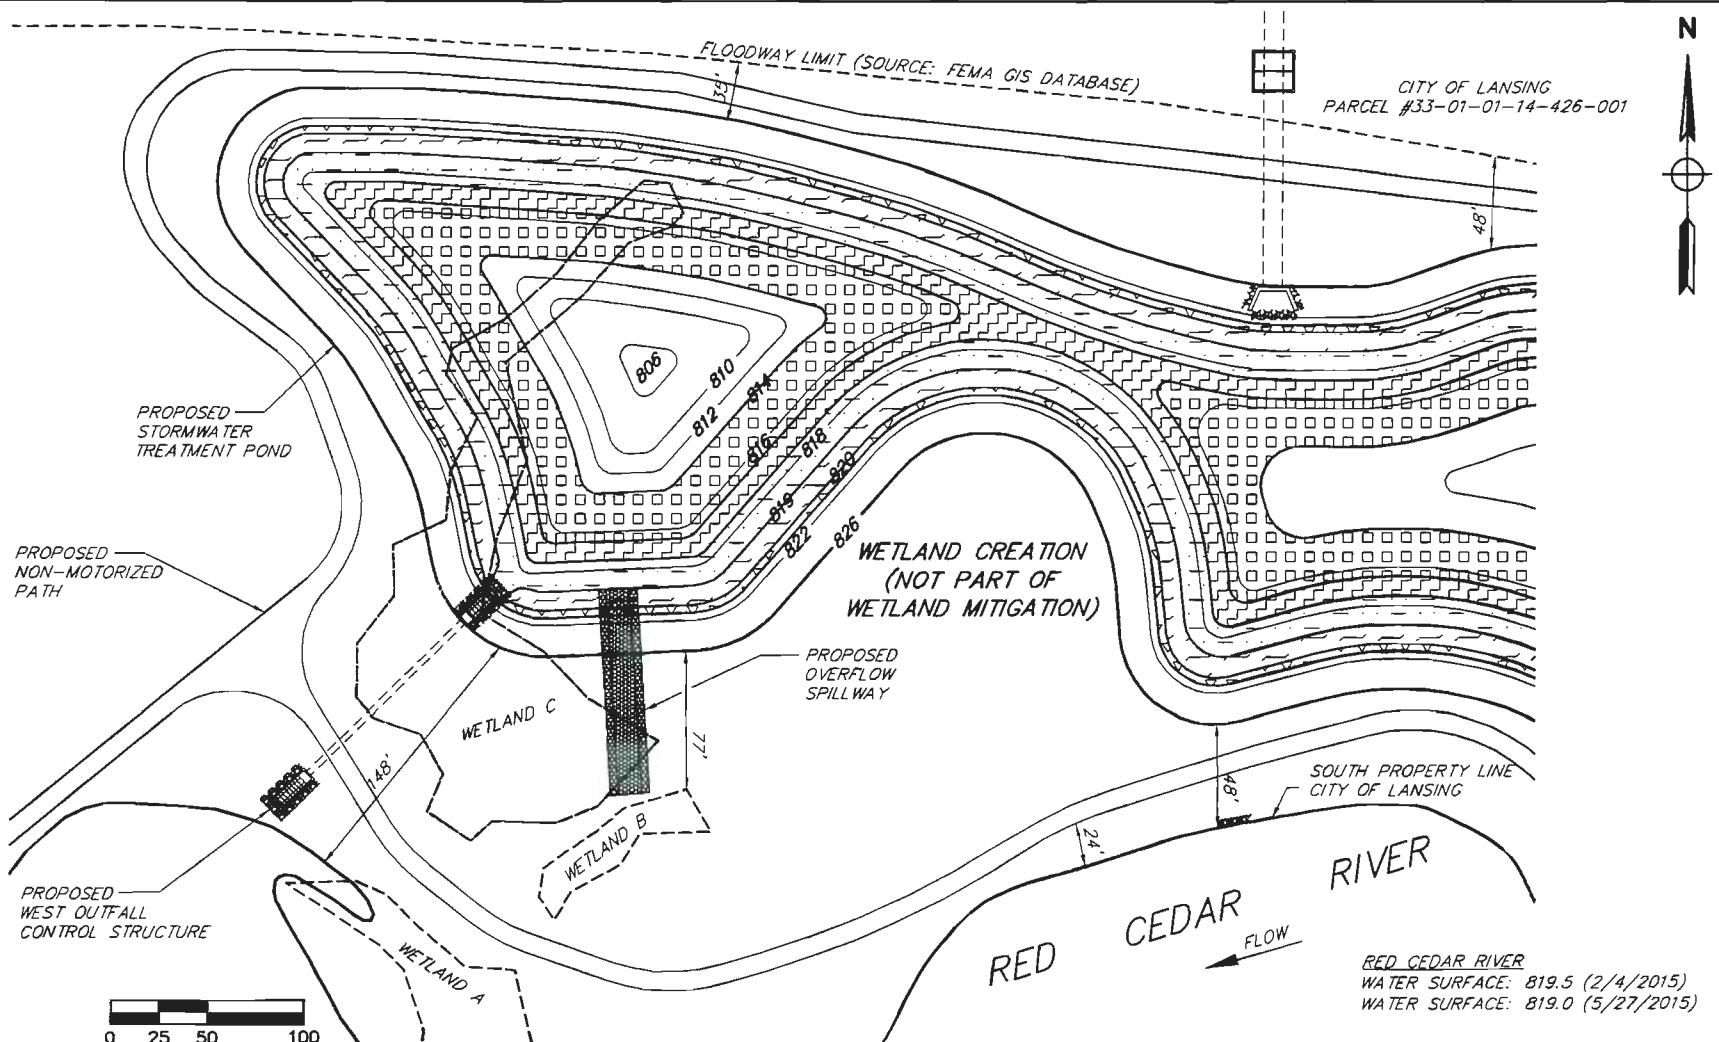 N
FLOODWAY LIMIT (SOURCE: FEMA GIS DATABASE)
35'
CITY OF LANSING
PARCEL #33-01-01-14-426-001
48'
806
810
812
814
816
818
819
820
822
826
PROPOSED
STORMWATER
TREATMENT POND
PROPOSED
NON-MOTORIZED
PATH
WETLAND CREATION
(NOT PART OF
WETLAND MITIGATION)
PROPOSED
OVERFLOW
SPILLWAY
WETLAND C
77'
148'
48'
SOUTH PROPERTY LINE
CITY OF LANSING
WETLAND B
24'
PROPOSED
WEST OUTFALL
CONTROL STRUCTURE
WETLAND A
RED CEDAR RIVER
FLOW
RED CEDAR RIVER
WATER SURFACE: 819.5 (2/4/2015)
WATER SURFACE: 819.0 (5/27/2015)
0 25 50 100